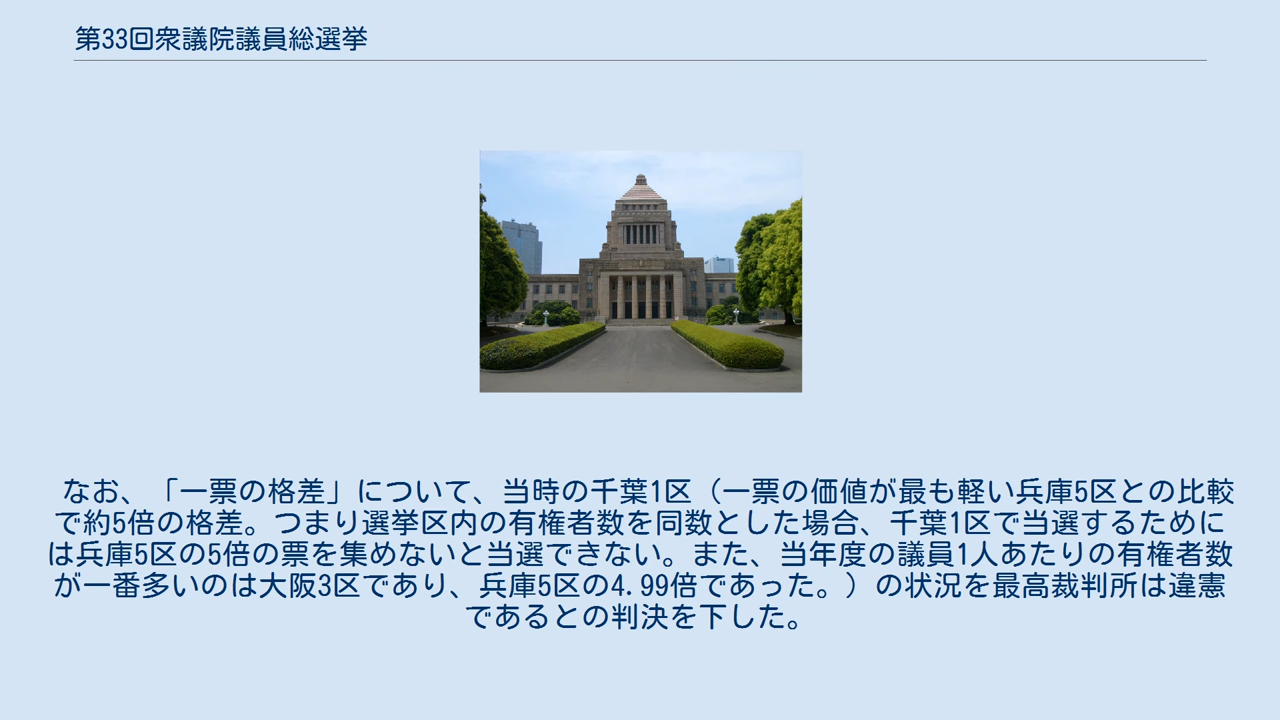 第33回衆議院議員総選挙
なお、「一票の格差」について、当時の千葉1区（一票の価値が最も軽い兵庫5区との比較
で約5倍の格差。つまり選挙区内の有権者数を同数とした場合、千葉1区で当選するために
は兵庫5区の5倍の票を集めないと当選できない。また、当年度の議員1人あたりの有権者数
が一番多いのは大阪3区であり、兵庫5区の4.99倍であった。）の状況を最高裁判所は違憲
であるとの判決を下した。